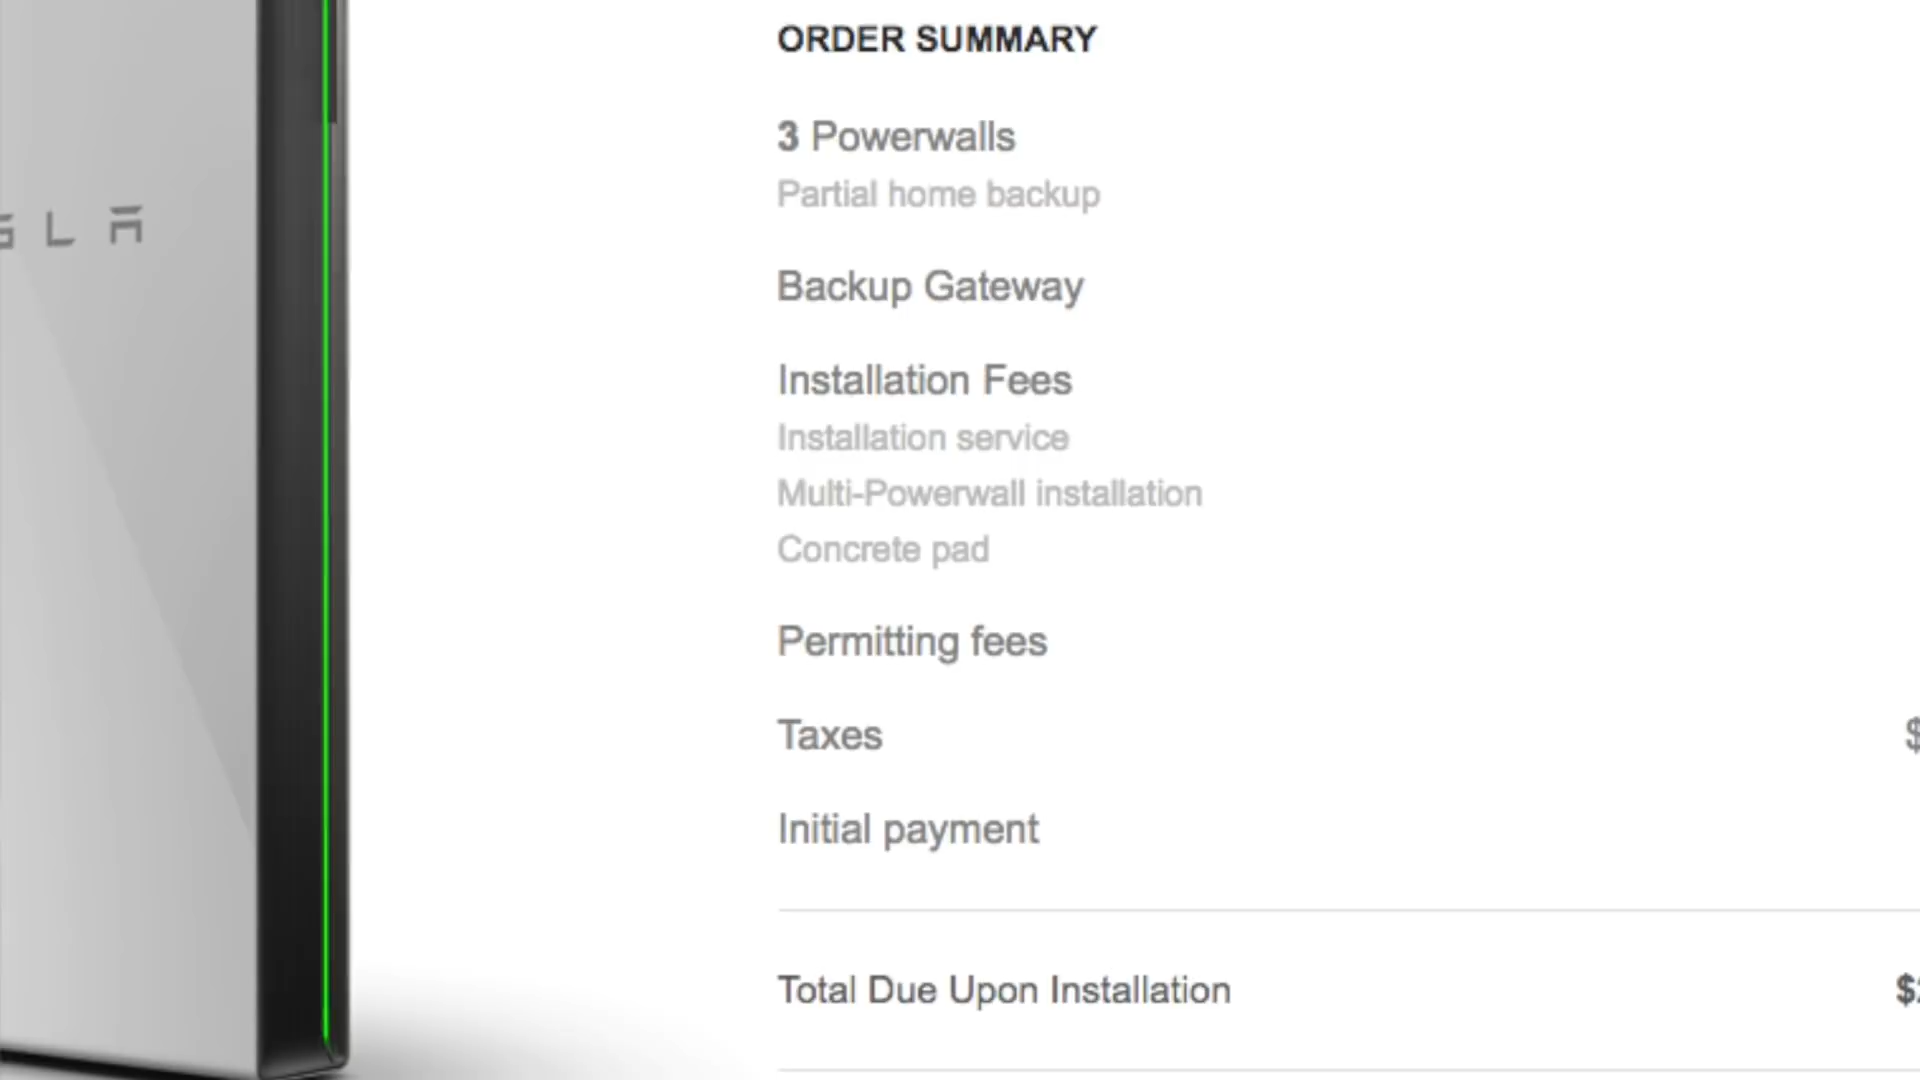 ORDER SUMMARY
3 Powerwalls
Partial home backup
SLA
Backup Gateway
Installation Fees
Installation service
Multi-Powerwall installation
Concrete pad
Permitting fees
Taxes $
Initial payment
Total Due Upon Installation $